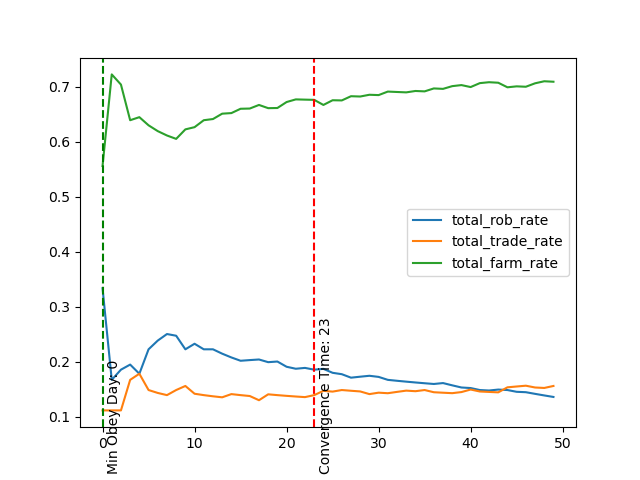 0.7
0.6
0.5
0.4
0.3
0.2
0.1
0
10
20
30
40
50
total_rob_rate
total_trade_rate
total_farm_rate
Min Obey Day: 0
Convergence Time: 23